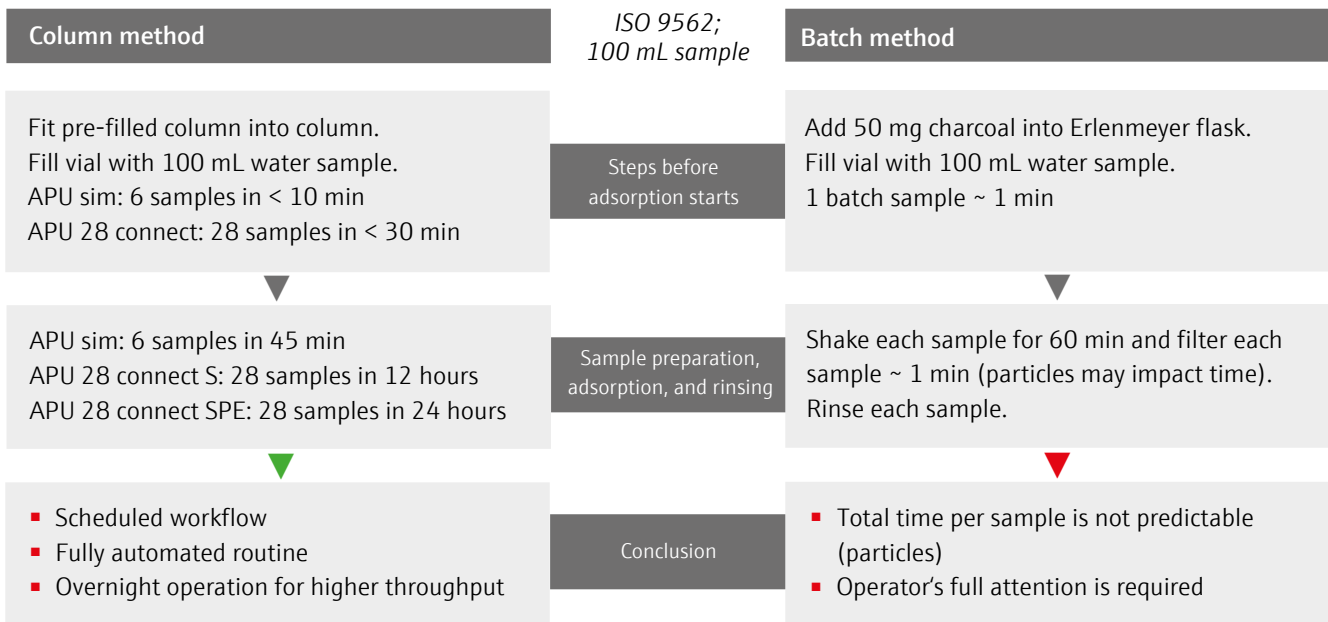 Column method
ISO 9562;
100 mL sample
Batch method
Fit pre-filled column into column.
Fill vial with 100 mL water sample.
APU sim: 6 samples in < 10 min
APU 28 connect: 28 samples in < 30 min
Steps before
adsorption starts
Add 50 mg charcoal into Erlenmeyer flask.
Fill vial with 100 mL water sample.
1 batch sample ~ 1 min
APU sim: 6 samples in 45 min
APU 28 connect S: 28 samples in 12 hours
APU 28 connect SPE: 28 samples in 24 hours
Sample preparation,
adsorption, and rinsing
Shake each sample for 60 min and filter each
sample ~ 1 min (particles may impact time).
Rinse each sample.
Scheduled workflow
Fully automated routine
Overnight operation for higher throughput
Conclusion
Total time per sample is not predictable
(particles)
Operator‘s full attention is required